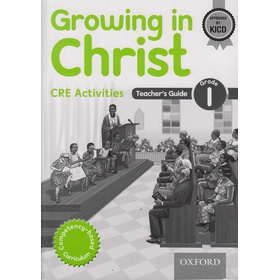 Growing in
Christ
APPROVED
BY
KICD
CRE Activities
Teacher's Guide
Grade
1
Competency-based
Curriculum
OXFORD